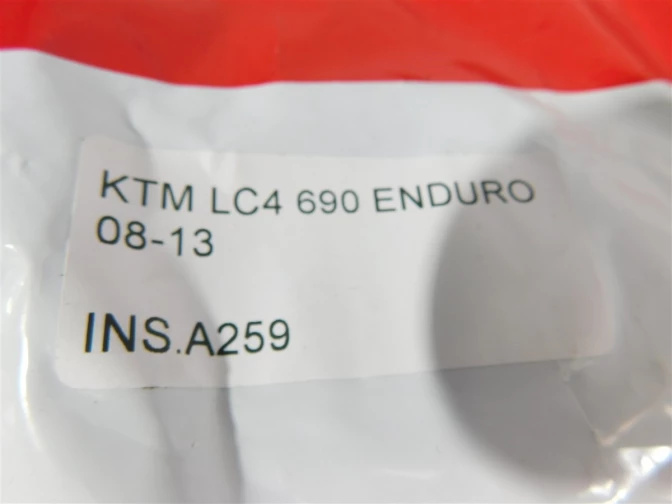 KTM LC4 690 ENDURO
08-13
INS.A259